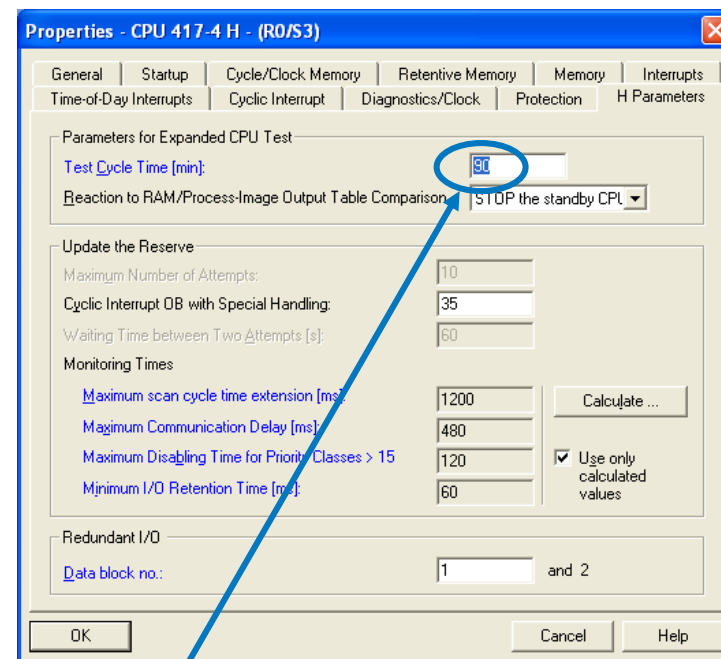 Properties - CPU 417-4 H - (R0/S3)
General Startup Cycle/Clock Memory Retentive Memory Memory Interrupts
Time-of-Day Interrupts Cyclic Interrupt Diagnostics/Clock Protection H Parameters
Parameters for Expanded CPU Test
Test Cycle Time [min]: 90
Reaction to RAM/Process-Image Output Table Comparison STOP the standby CPU
Update the Reserve
Maximum Number of Attempts: 10
Cyclic Interrupt OB with Special Handling: 35
Waiting Time between Two Attempts [s]: 60
Monitoring Times
Maximum scan cycle time extension [ms]: 1200 Calculate ...
Maximum Communication Delay [ms]: 480
Maximum Disabling Time for Priority Classes > 15 120 Use only
calculated
Minimum I/O Retention Time [ms]: 60 values
Redundant I/O
Data block no.: 1 and 2
OK Cancel Help